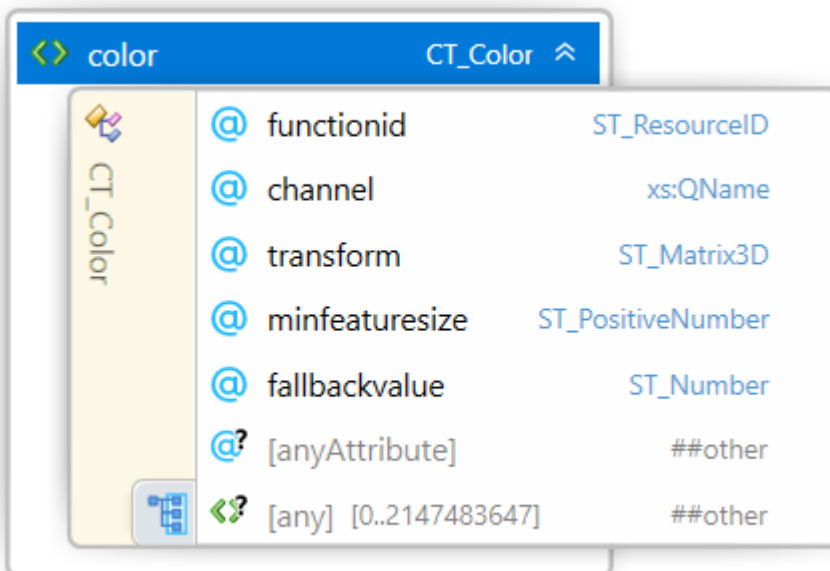 color CT_Color
CT_Color
@ functionid ST_ResourceID
@ channel xs:QName
@ transform ST_Matrix3D
@ minfeaturesize ST_PositiveNumber
@ fallbackvalue ST_Number
@? [anyAttribute] ##other
<>? [any] [0..2147483647] ##other